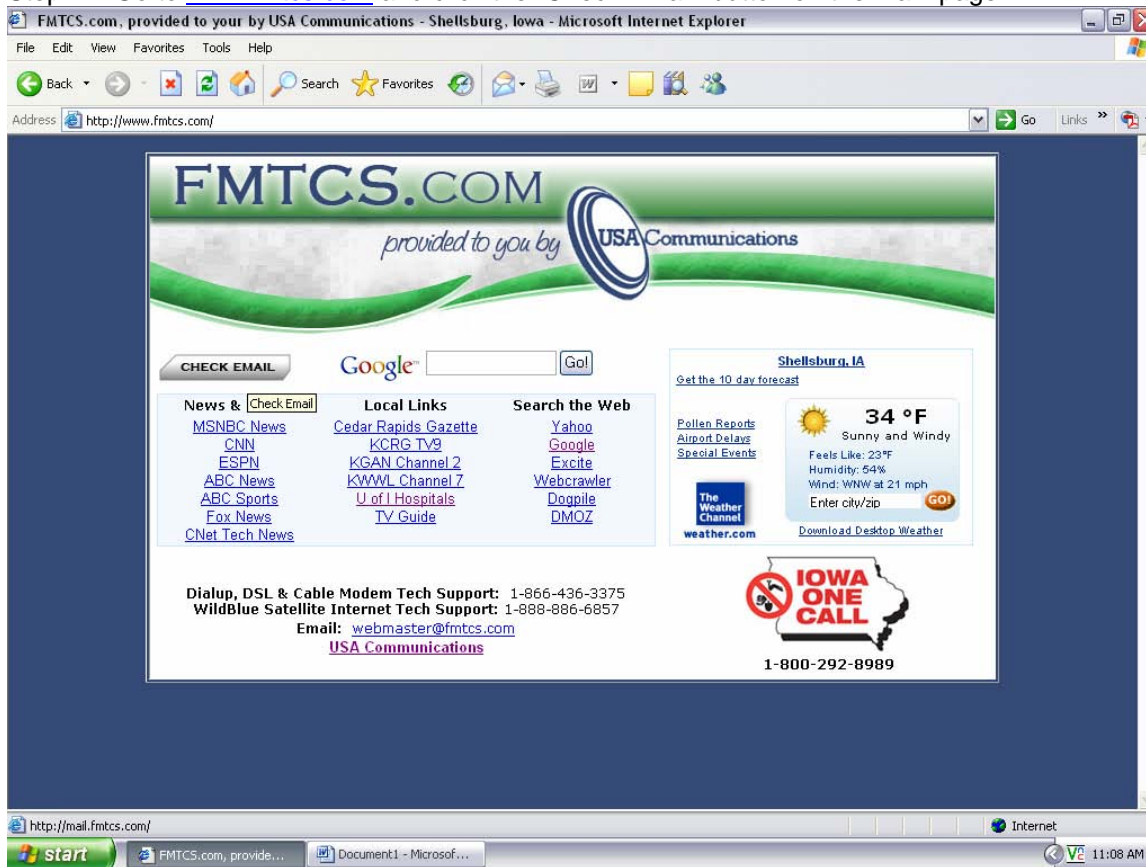 FMTCS.com, provided to your by USA Communications - Shellsburg, Iowa - Microsoft Internet Explorer
File Edit View Favorites Tools Help
Back Search Favorites
Address http://www.fmtcs.com/ Go Links »
FMTCS.COM
provided to you by USA Communications
CHECK EMAIL Google™ Go!
News & Check Email Local Links Search the Web
MSNBC News Cedar Rapids Gazette Yahoo
CNN KCRG TV9 Google
ESPN KGAN Channel 2 Excite
ABC News KWWL Channel 7 Webcrawler
ABC Sports U of I Hospitals Dogpile
Fox News TV Guide DMOZ
CNet Tech News
Shellsburg, IA
Get the 10 day forecast
Pollen Reports
Airport Delays
Special Events
The
Weather
Channel
weather.com
34 °F
Sunny and Windy
Feels Like: 23°F
Humidity: 54%
Wind: WNW at 21 mph
Enter city/zip GO!
Download Desktop Weather
Dialup, DSL & Cable Modem Tech Support: 1-866-436-3375
WildBlue Satellite Internet Tech Support: 1-888-886-6857
Email: webmaster@fmtcs.com
USA Communications
IOWA
ONE
CALL
1-800-292-8989
http://mail.fmtcs.com/ Internet
start FMTCS.com, provide... Document1 - Microsof... 11:08 AM